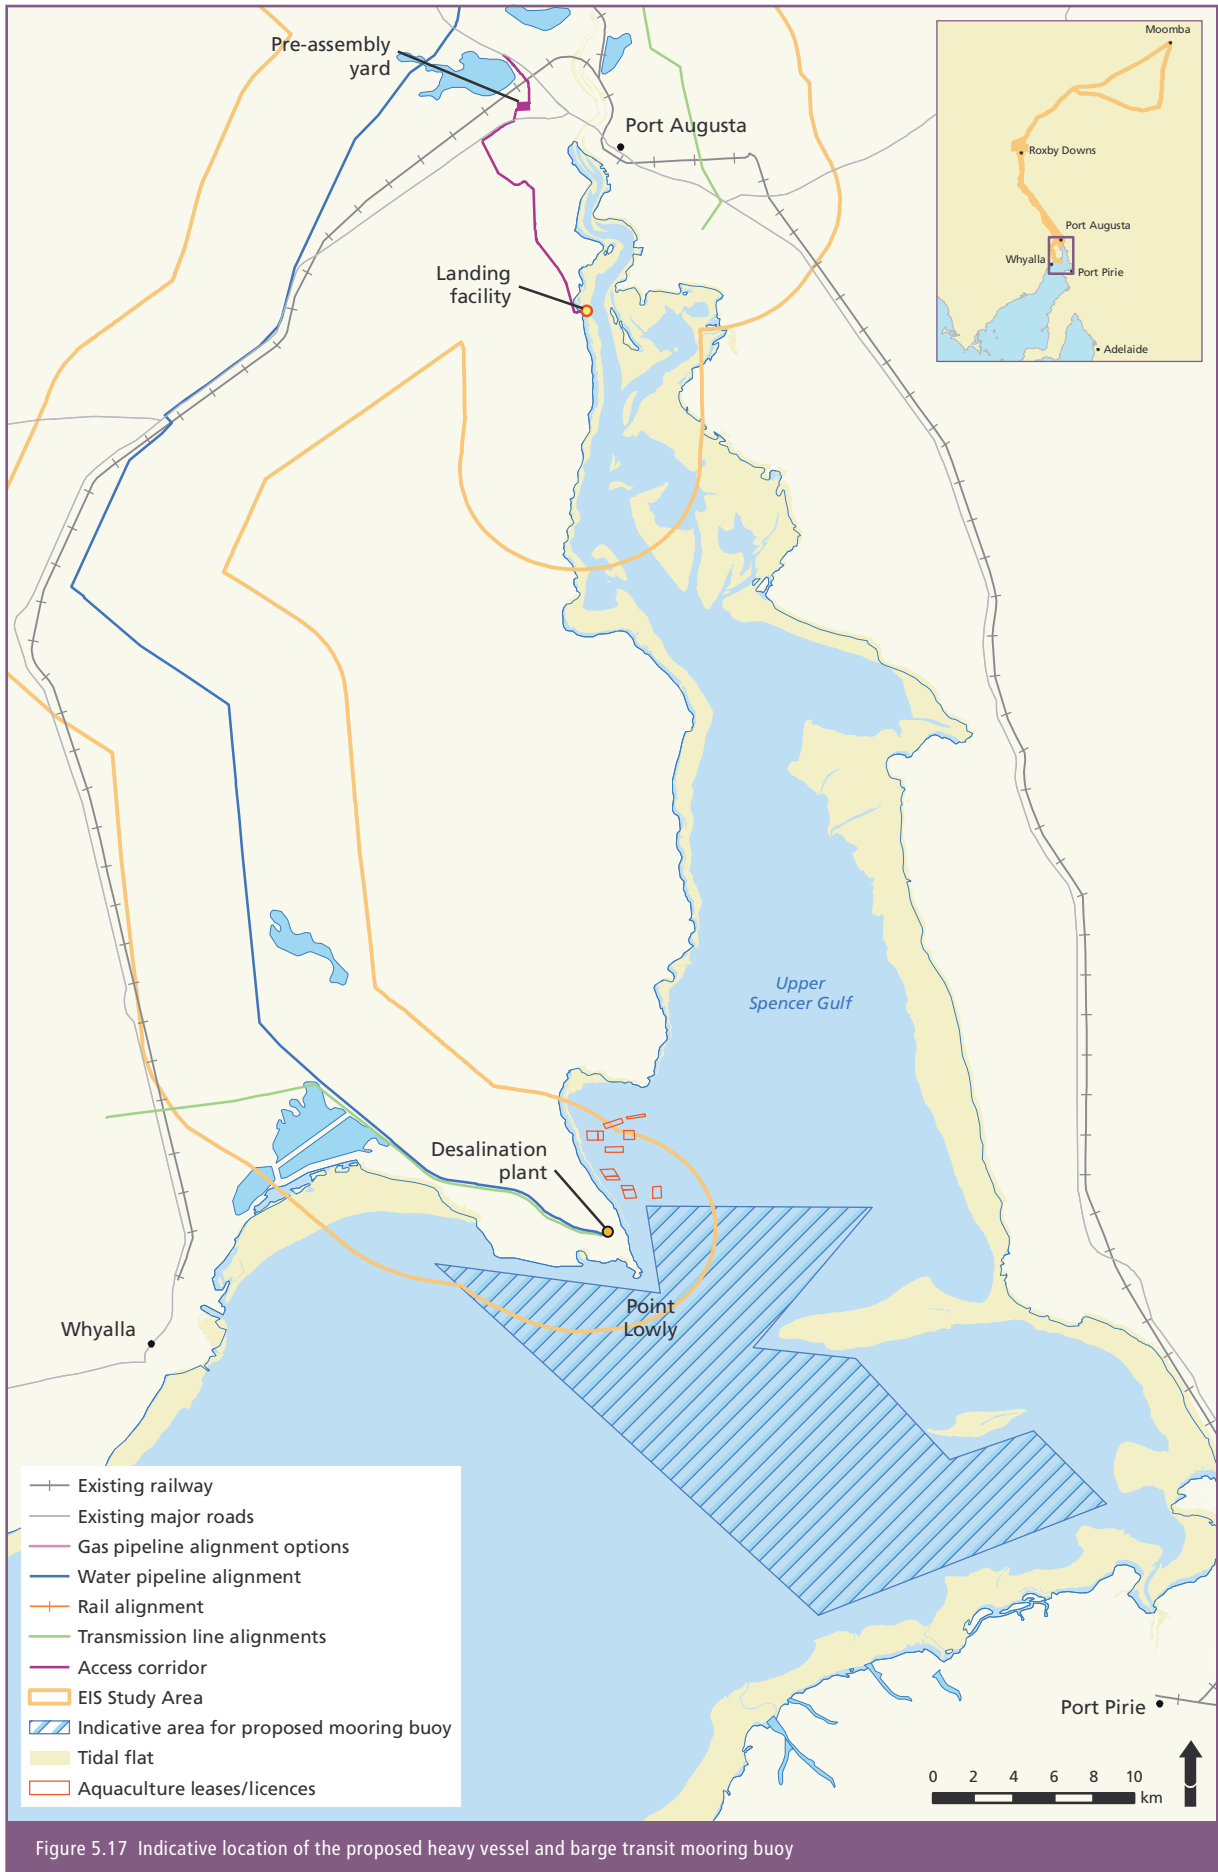 Pre-assembly
yard
Port Augusta
Landing
facility
Moomba
Roxby Downs
Port Augusta
Whyalla
Port Pirie
Adelaide
Upper
Spencer Gulf
Desalination
plant
Point
Lowly
Whyalla
Port Pirie
Existing railway
Existing major roads
Gas pipeline alignment options
Water pipeline alignment
Rail alignment
Transmission line alignments
Access corridor
EIS Study Area
Indicative area for proposed mooring buoy
Tidal flat
Aquaculture leases/licences
0 2 4 6 8 10
km
Figure 5.17 Indicative location of the proposed heavy vessel and barge transit mooring buoy